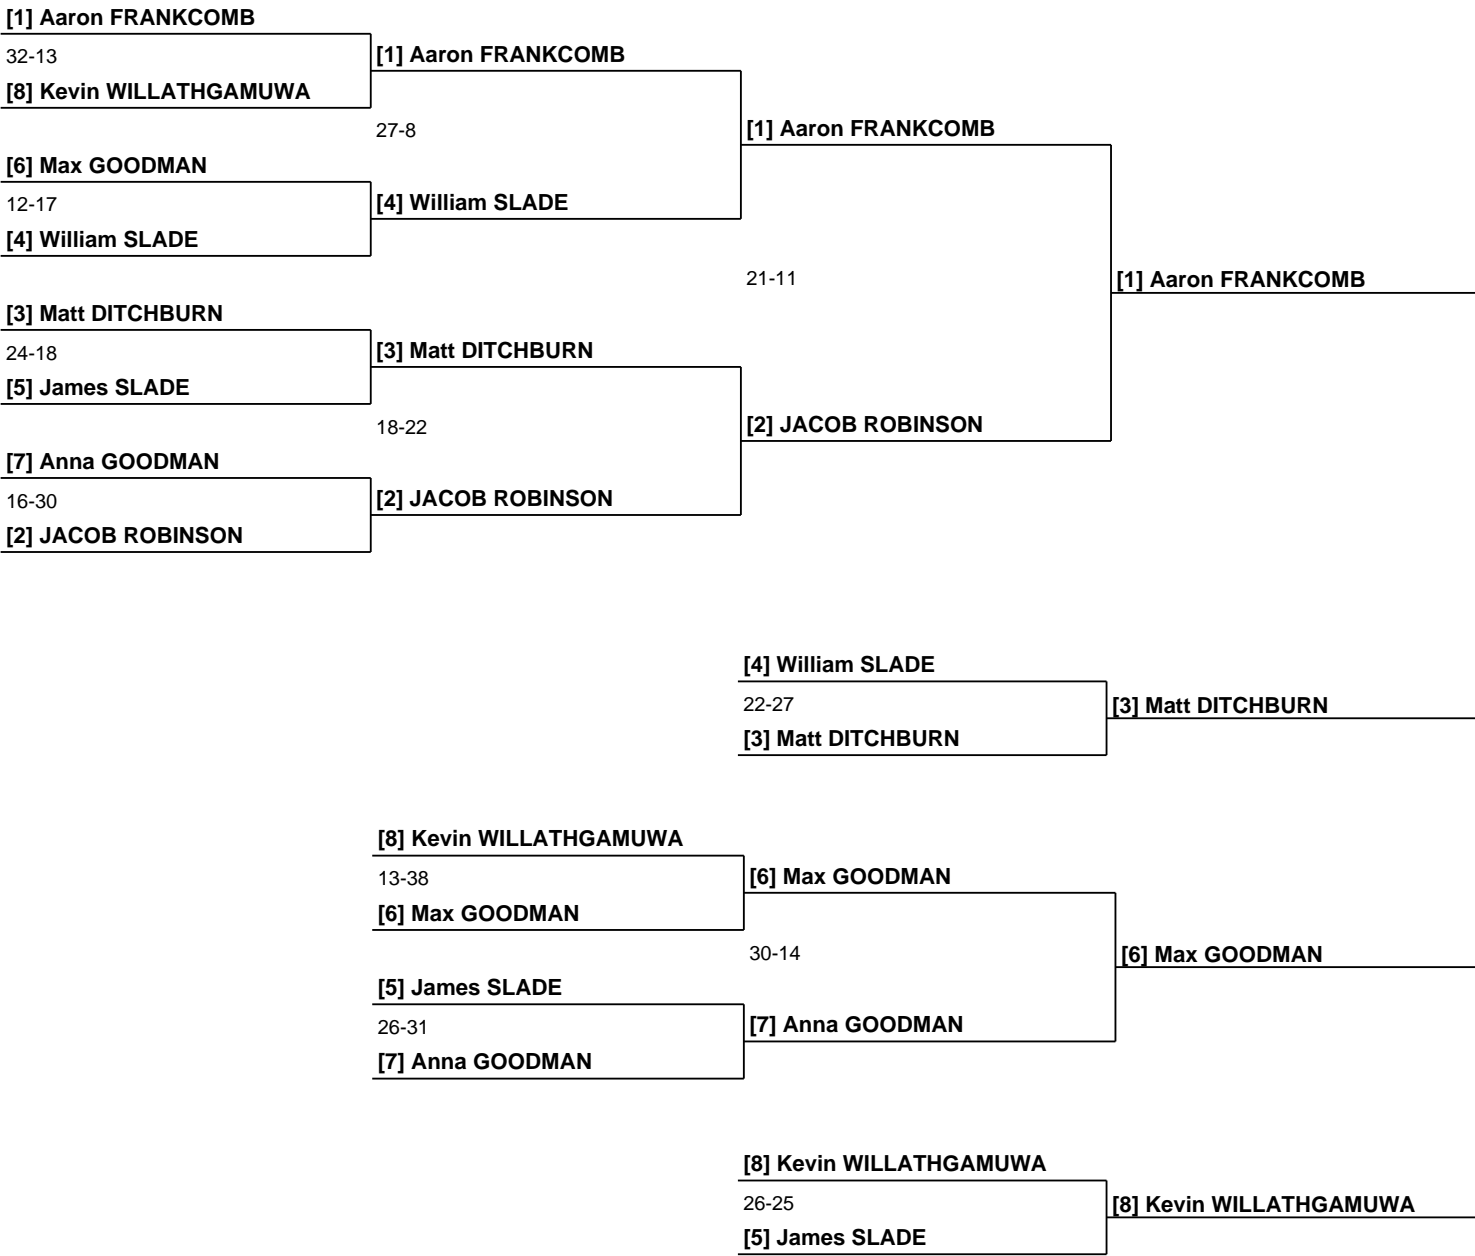 [1] Aaron FRANKCOMB
32-13
[1] Aaron FRANKCOMB
[8] Kevin WILLATHGAMUWA
27-8
[1] Aaron FRANKCOMB
[6] Max GOODMAN
12-17
[4] William SLADE
[4] William SLADE
21-11
[1] Aaron FRANKCOMB
[3] Matt DITCHBURN
24-18
[3] Matt DITCHBURN
[5] James SLADE
18-22
[2] JACOB ROBINSON
[7] Anna GOODMAN
16-30
[2] JACOB ROBINSON
[2] JACOB ROBINSON
[4] William SLADE
22-27
[3] Matt DITCHBURN
[3] Matt DITCHBURN
[8] Kevin WILLATHGAMUWA
13-38
[6] Max GOODMAN
[6] Max GOODMAN
30-14
[6] Max GOODMAN
[5] James SLADE
26-31
[7] Anna GOODMAN
[7] Anna GOODMAN
[8] Kevin WILLATHGAMUWA
26-25
[8] Kevin WILLATHGAMUWA
[5] James SLADE